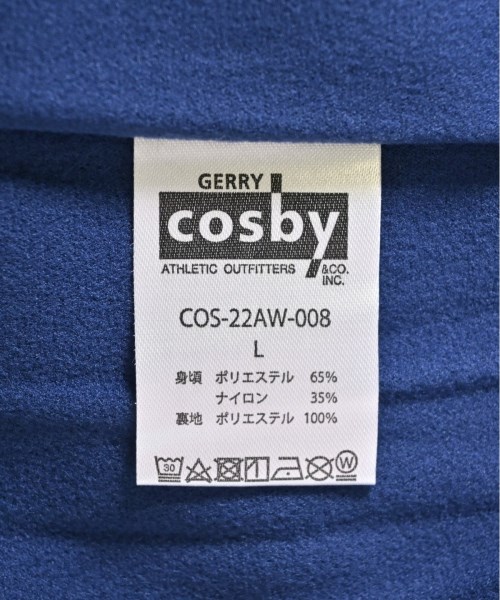 GERRY
cosby
ATHLETIC OUTFITTERS &CO.
INC.
COS-22AW-008
L
身頃 ポリエステル 65%
ナイロン 35%
裏地 ポリエステル 100%
30 W